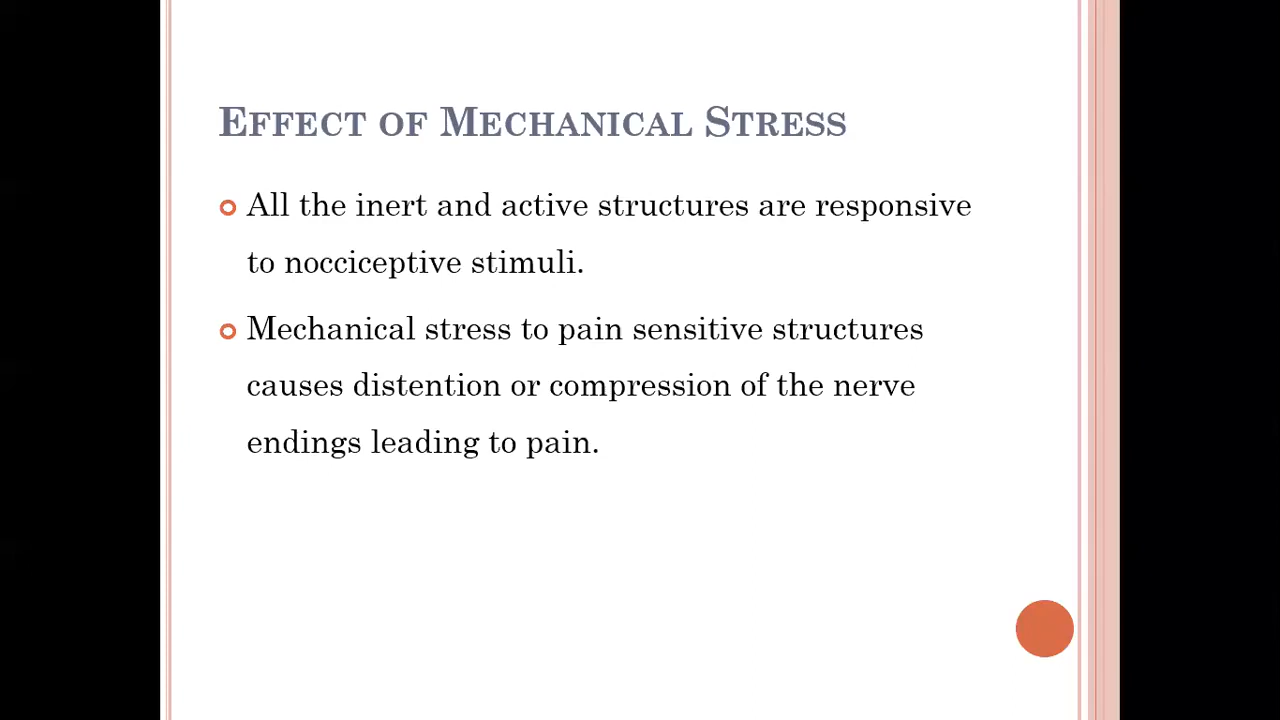 Effect of Mechanical Stress
All the inert and active structures are responsive
to nocciceptive stimuli.
Mechanical stress to pain sensitive structures
causes distention or compression of the nerve
endings leading to pain.